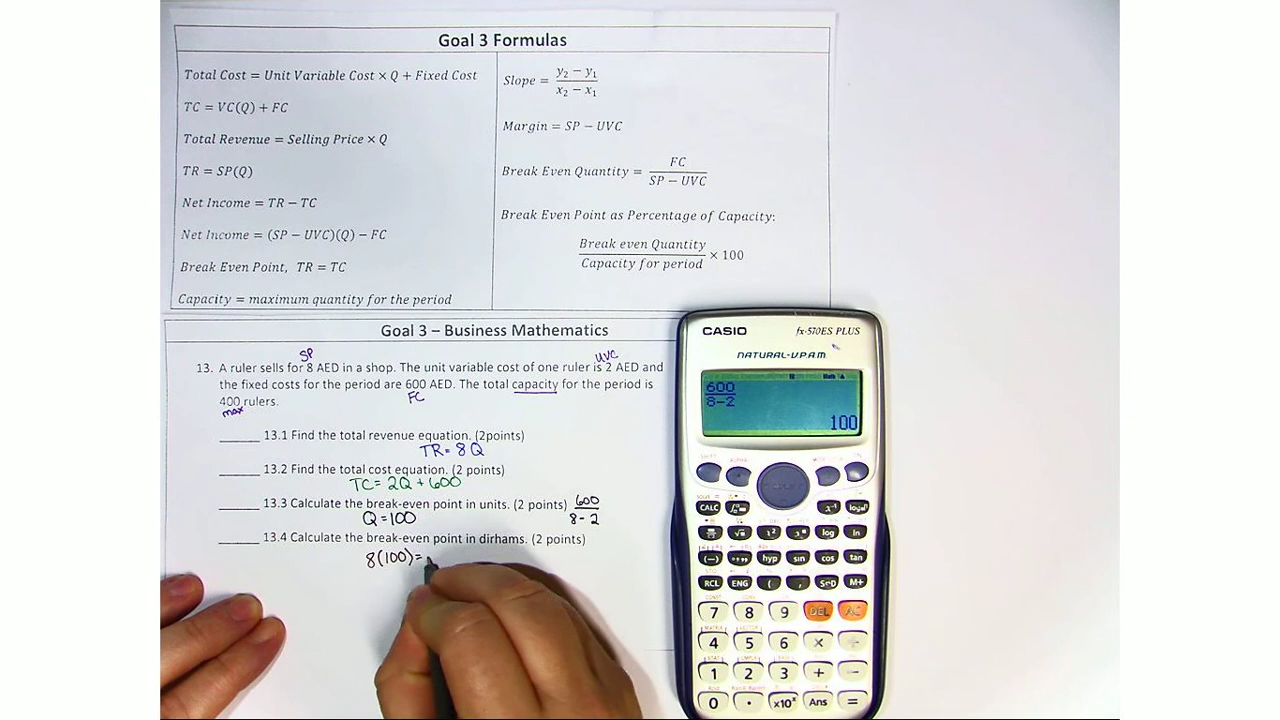 Goal 3 Formulas
Total Cost = Unit Variable Cost × Q + Fixed Cost
TC = VC(Q) + FC
Total Revenue = Selling Price × Q
TR = SP(Q)
Net Income = TR − TC
Net Income = (SP − UVC)(Q) − FC
Break Even Point, TR = TC
Capacity = maximum quantity for the period
Slope = y₂ − y₁ / x₂ − x₁
Margin = SP − UVC
Break Even Quantity = FC / SP − UVC
Break Even Point as Percentage of Capacity:
Break even Quantity / Capacity for period × 100
Goal 3 – Business Mathematics
SP UVC
13. A ruler sells for 8 AED in a shop. The unit variable cost of one ruler is 2 AED and
the fixed costs for the period are 600 AED. The total capacity for the period is
FC
400 rulers.
max
______ 13.1 Find the total revenue equation. (2points)
TR = 8Q
______ 13.2 Find the total cost equation. (2 points)
TC = 2Q + 600
______ 13.3 Calculate the break-even point in units. (2 points) 600 / 8 - 2
Q = 100
______ 13.4 Calculate the break-even point in dirhams. (2 points)
8(100) =
CASIO fx-570ES PLUS
NATURAL-V.P.A.M.
600
8-2
100
SHIFT ALPHA ON
CALC x⁻¹
x² log ln
(−) hyp sin cos tan
RCL ENG ( , S⇔D M+
7 8 9 DEL AC
4 5 6 × ÷
1 2 3 + −
0 . ×10ˣ Ans =